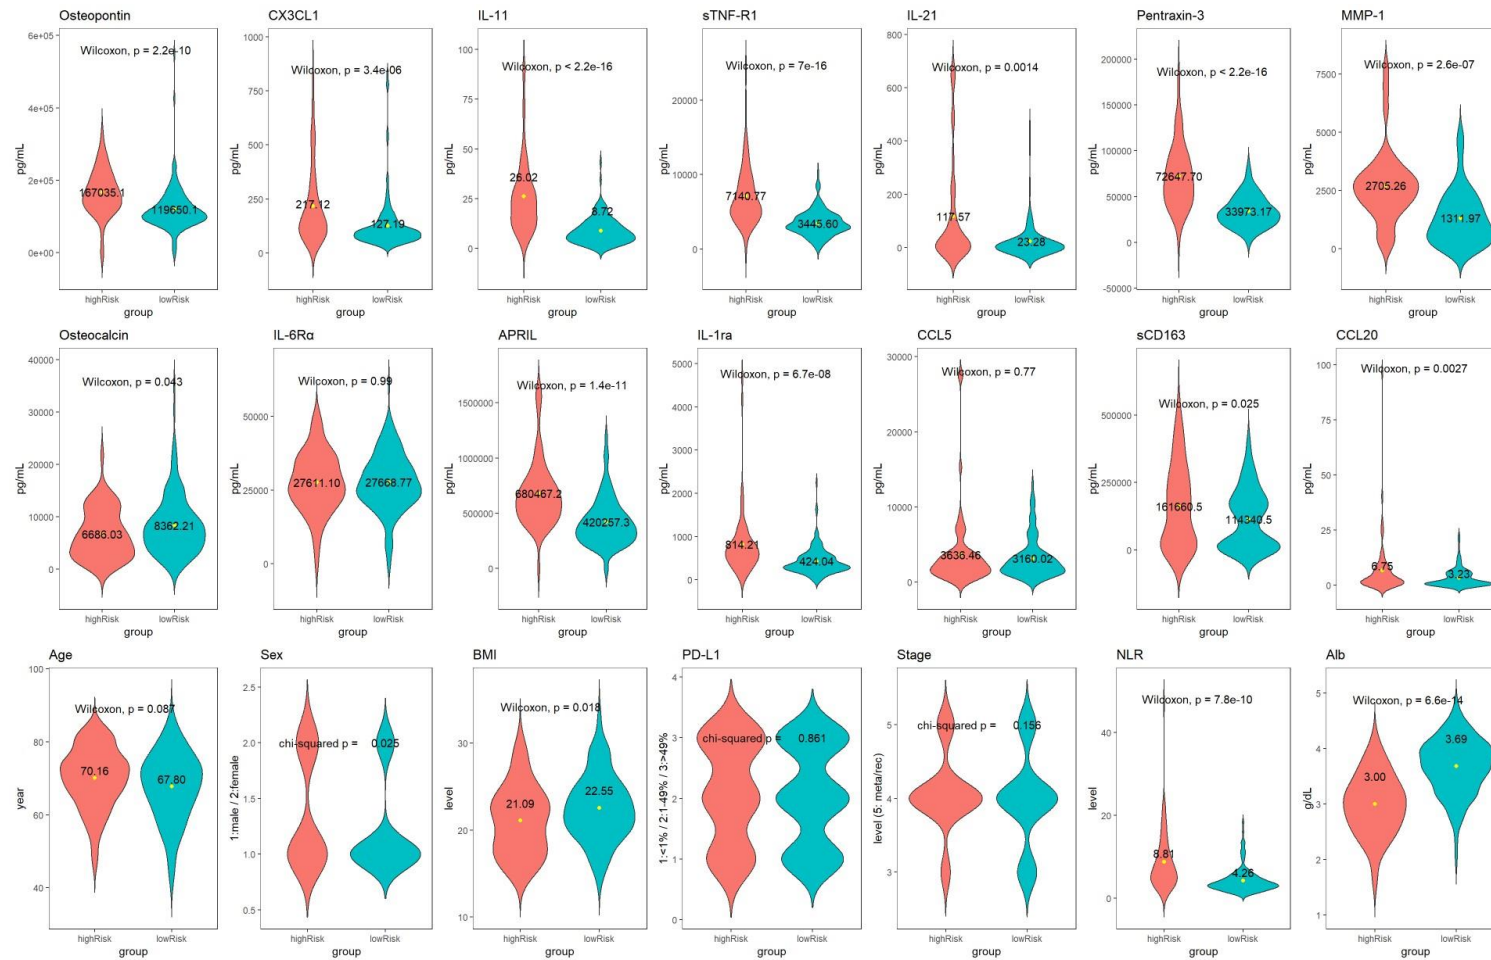 Osteopontin
Wilcoxon, p = 2.2e-10
6e+05
4e+05
2e+05
0e+00
pg/mL
167035.1
119650.1
highRisk
lowRisk
group
CX3CL1
Wilcoxon, p = 3.4e-06
1000
750
500
250
0
pg/mL
217.12
127.19
highRisk
lowRisk
group
IL-11
Wilcoxon, p < 2.2e-16
100
75
50
25
0
pg/mL
26.02
8.72
highRisk
lowRisk
group
sTNF-R1
Wilcoxon, p = 7e-16
20000
10000
0
pg/mL
7140.77
3445.60
highRisk
lowRisk
group
IL-21
Wilcoxon, p = 0.0014
800
600
400
200
0
pg/mL
117.57
23.28
highRisk
lowRisk
group
Pentraxin-3
Wilcoxon, p < 2.2e-16
200000
150000
100000
50000
0
-50000
pg/mL
72647.70
33973.17
highRisk
lowRisk
group
MMP-1
Wilcoxon, p = 2.6e-07
7500
5000
2500
0
pg/mL
2705.26
1311.97
highRisk
lowRisk
group
Osteocalcin
Wilcoxon, p = 0.043
40000
30000
20000
10000
0
pg/mL
6686.03
8362.21
highRisk
lowRisk
group
IL-6Rα
Wilcoxon, p = 0.99
50000
25000
0
pg/mL
27611.10
27668.77
highRisk
lowRisk
group
APRIL
Wilcoxon, p = 1.4e-11
1500000
1000000
500000
0
pg/mL
680467.2
420257.3
highRisk
lowRisk
group
IL-1ra
Wilcoxon, p = 6.7e-08
5000
4000
3000
2000
1000
0
pg/mL
814.21
424.04
highRisk
lowRisk
group
CCL5
Wilcoxon, p = 0.77
30000
20000
10000
0
pg/mL
3636.46
3160.02
highRisk
lowRisk
group
sCD163
Wilcoxon, p = 0.025
500000
250000
0
pg/mL
161660.5
114340.5
highRisk
lowRisk
group
CCL20
Wilcoxon, p = 0.0027
100
75
50
25
0
pg/mL
6.75
3.23
highRisk
lowRisk
group
Age
Wilcoxon, p = 0.087
100
80
60
40
year
70.16
67.80
highRisk
lowRisk
group
Sex
chi-squared p = 0.025
2.5
2.0
1.5
1.0
0.5
1:male / 2:female
highRisk
lowRisk
group
BMI
Wilcoxon, p = 0.018
30
20
10
level
21.09
22.55
highRisk
lowRisk
group
PD-L1
chi-squared p = 0.861
4
3
2
1
0
1:<1% / 2:1-49% / 3:>49%
highRisk
lowRisk
group
Stage
chi-squared p = 0.156
5
4
3
level (5: meta/rec)
highRisk
lowRisk
group
NLR
Wilcoxon, p = 7.8e-10
40
20
0
level
8.81
4.26
highRisk
lowRisk
group
Alb
Wilcoxon, p = 6.6e-14
5
4
3
2
1
g/dL
3.00
3.69
highRisk
lowRisk
group